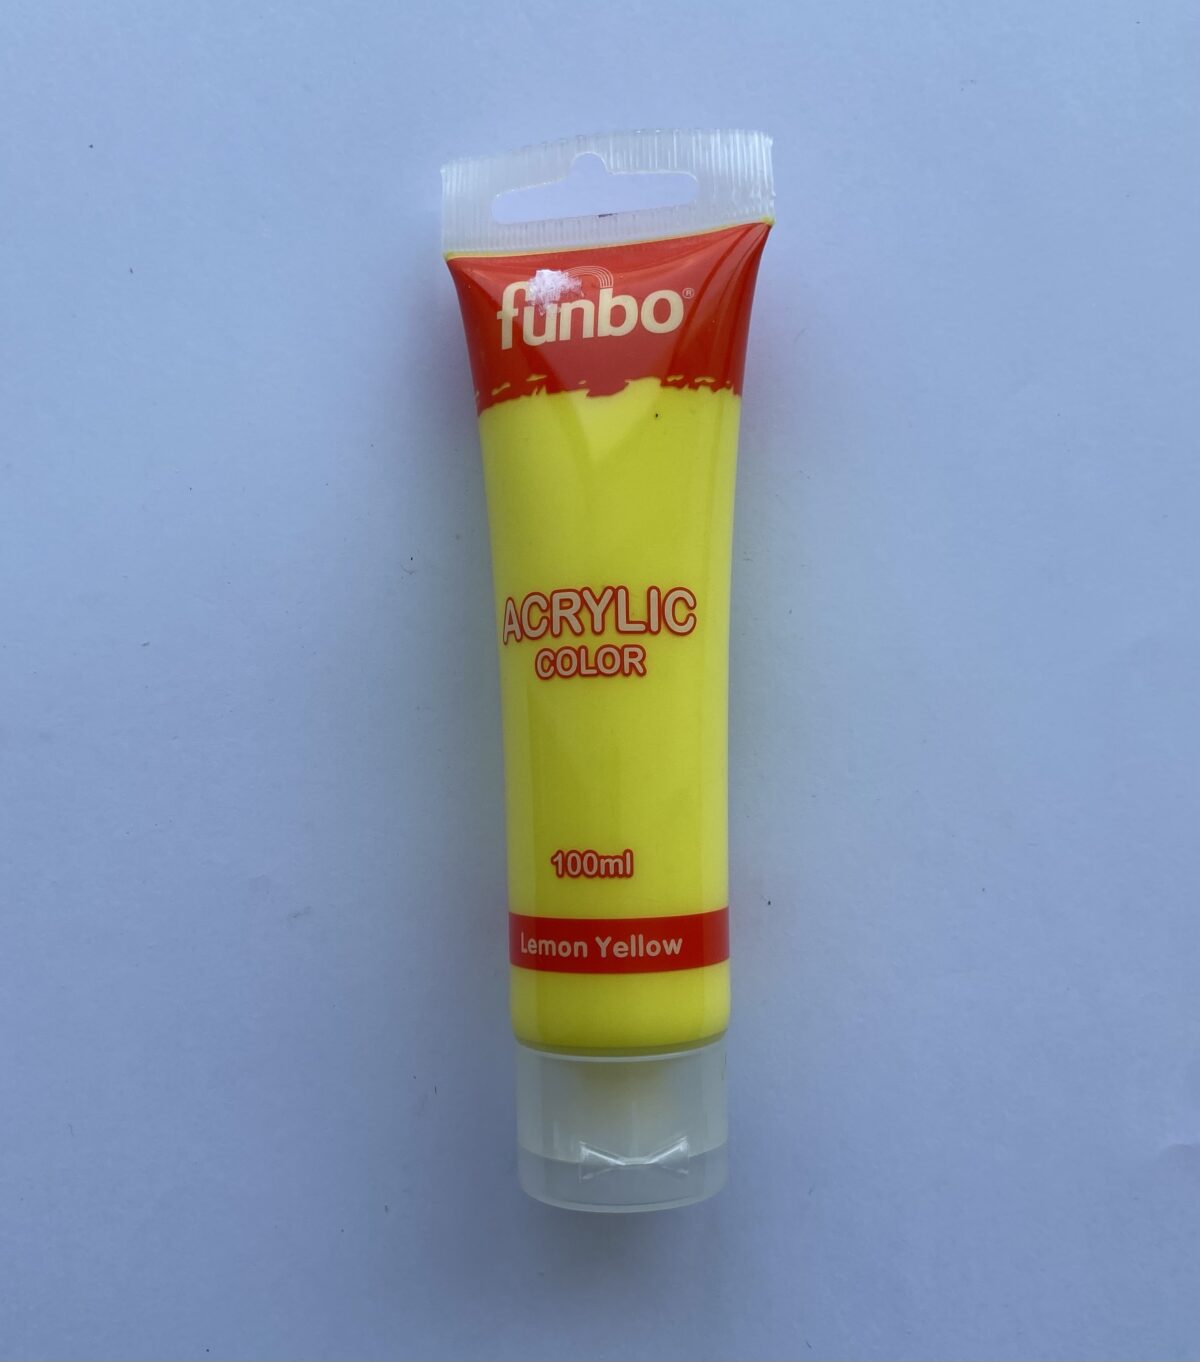 funbo®
ACRYLIC
COLOR
100ml
Lemon Yellow